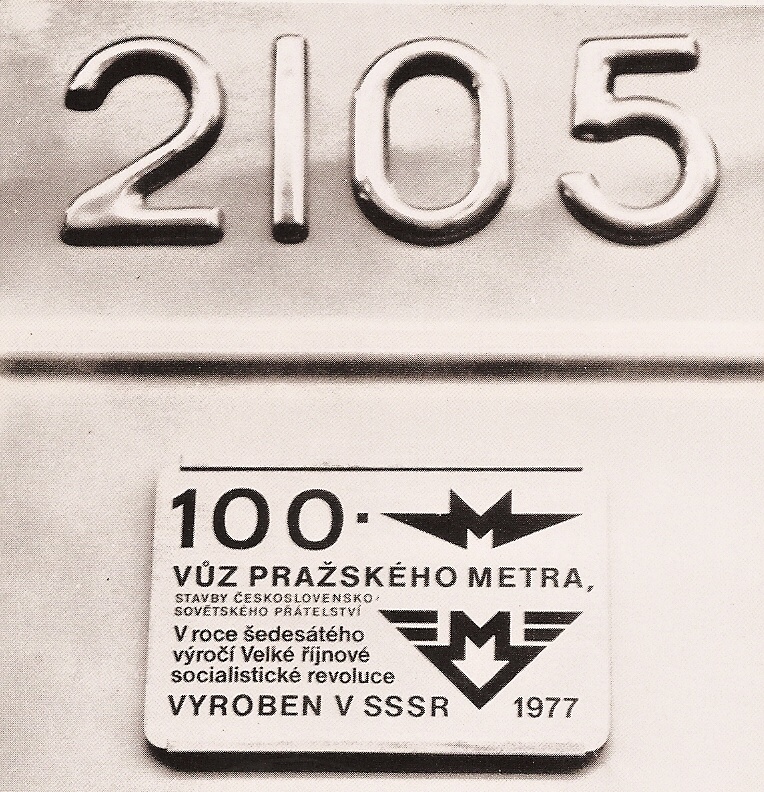 2105
100.
VŮZ PRAŽSKÉHO METRA,
STAVBY ČESKOSLOVENSKO-
SOVĚTSKÉHO PŘÁTELSTVÍ
V roce šedesátého
výročí Velké říjnové
socialistické revoluce
VYROBEN V SSSR 1977